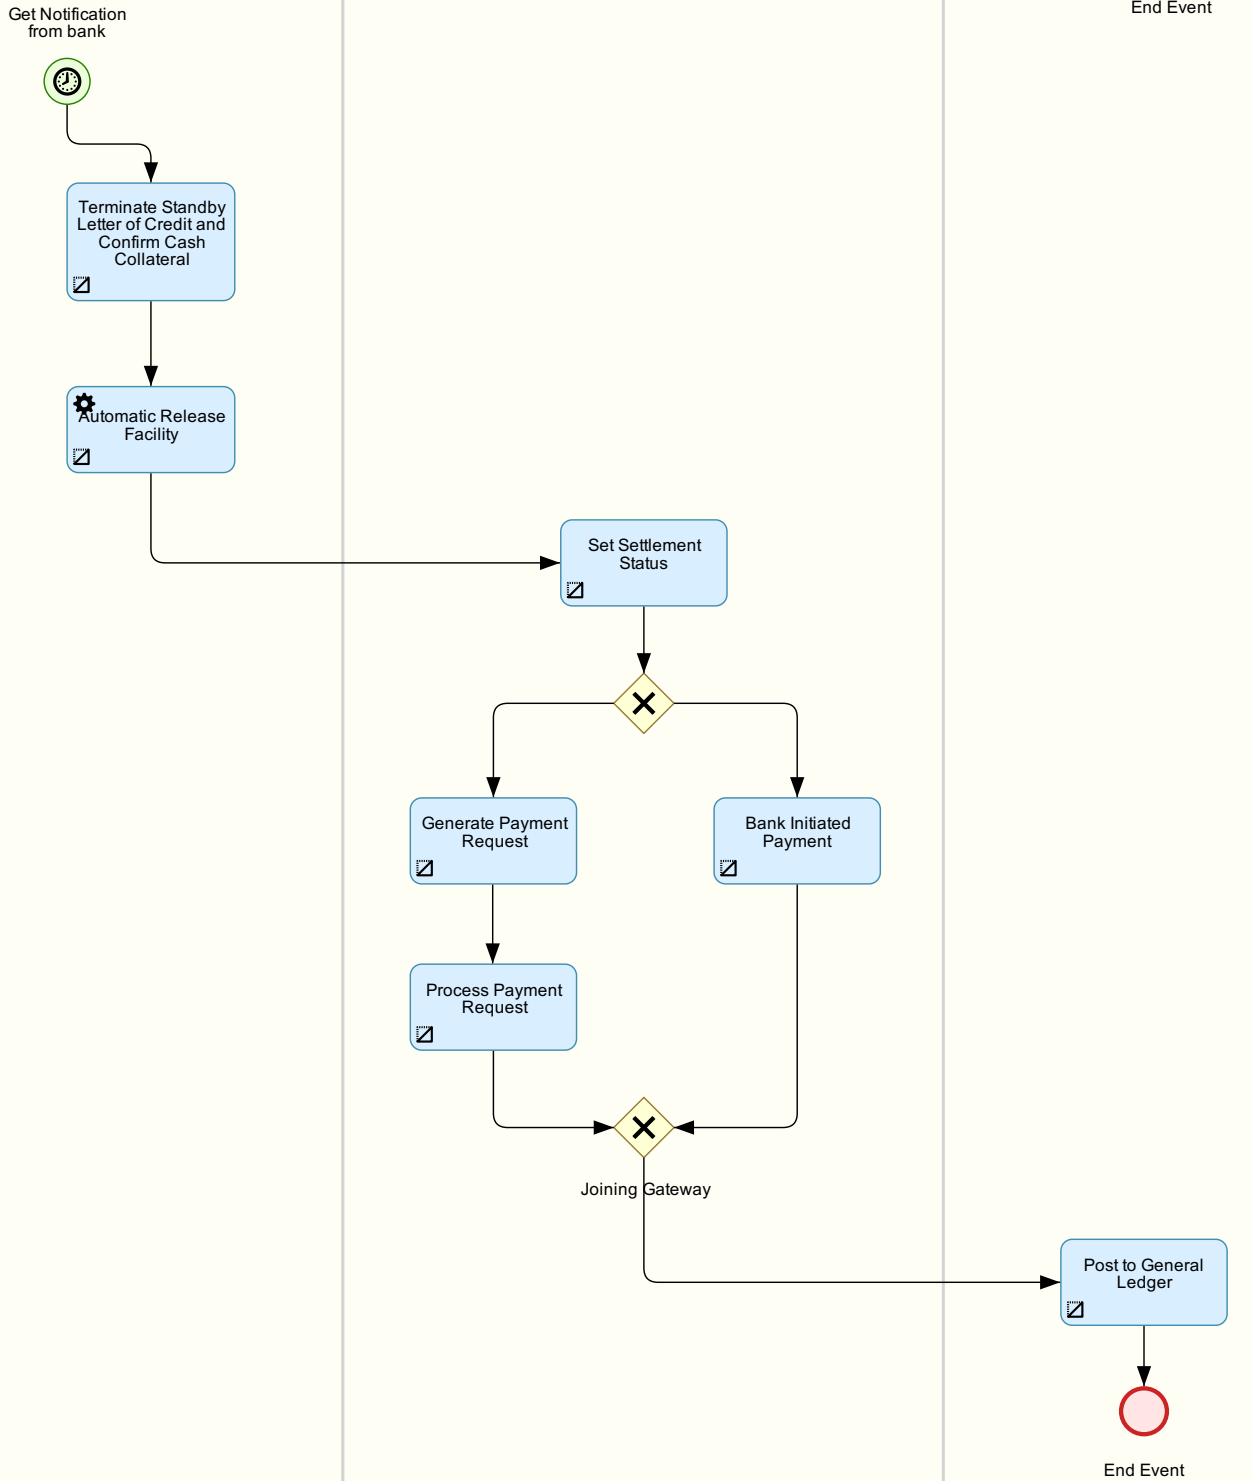 Get Notification
from bank
End Event
Terminate Standby
Letter of Credit and
Confirm Cash
Collateral
Automatic Release
Facility
Set Settlement
Status
Generate Payment
Request
Bank Initiated
Payment
Process Payment
Request
Joining Gateway
Post to General
Ledger
End Event